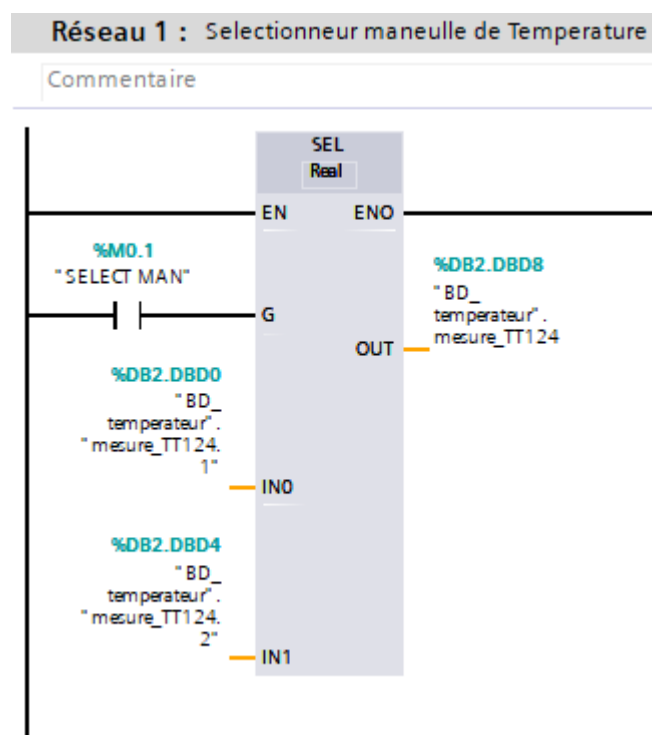 Réseau 1 : Selectionneur maneulle de Temperature
Commentaire
SEL
Real
EN ENO
%M0.1
"SELECT MAN"
G
%DB2.DBD8
"BD_
temperateur".
mesure_TT124
OUT
%DB2.DBD0
"BD_
temperateur".
"mesure_TT124.
1"
IN0
%DB2.DBD4
"BD_
temperateur".
"mesure_TT124.
2"
IN1